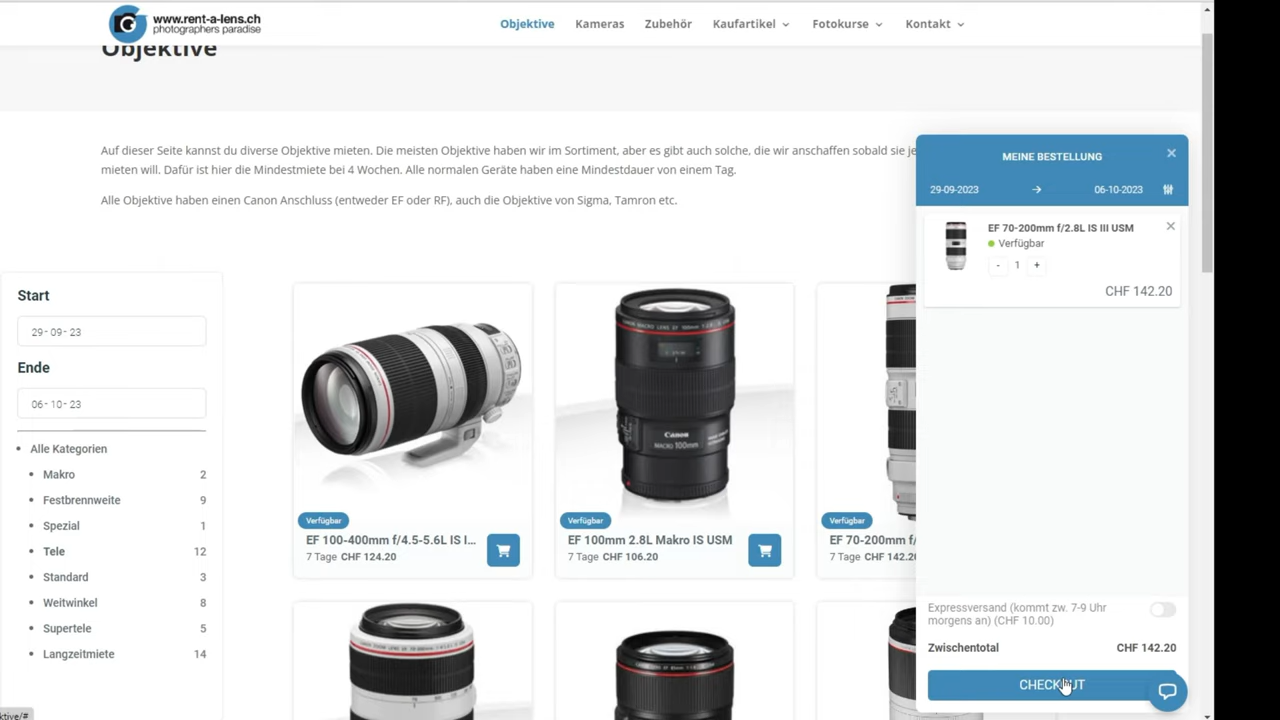 www.rent-a-lens.ch
photographers paradise
Objektive
Kameras
Zubehör
Kaufartikel
Fotokurse
Kontakt
Objektive
Auf dieser Seite kannst du diverse Objektive mieten. Die meisten Objektive haben wir im Sortiment, aber es gibt auch solche, die wir anschaffen sobald sie
mieten will. Dafür ist hier die Mindestmiete bei 4 Wochen. Alle normalen Geräte haben eine Mindestdauer von einem Tag.
Alle Objektive haben einen Canon Anschluss (entweder EF oder RF), auch die Objektive von Sigma, Tamron etc.
Start
29 - 09 - 23
Ende
06 - 10 - 23
Alle Kategorien
Makro 2
Festbrennweite 9
Spezial 1
Tele 12
Standard 3
Weitwinkel 8
Supertele 5
Langzeitmiete 14
Verfügbar
EF 100-400mm f/4.5-5.6L IS I...
7 Tage CHF 124.20
Canon
MACRO 100mm
Verfügbar
EF 100mm 2.8L Makro IS USM
7 Tage CHF 106.20
Verfügbar
EF 70-200mm f/
7 Tage CHF 142.20
MEINE BESTELLUNG
29-09-2023 → 06-10-2023
EF 70-200mm f/2.8L IS III USM
Verfügbar
- 1 +
CHF 142.20
Expressversand (kommt zw. 7-9 Uhr
morgens an) (CHF 10.00)
Zwischentotal CHF 142.20
CHECKOUT
ktive/#